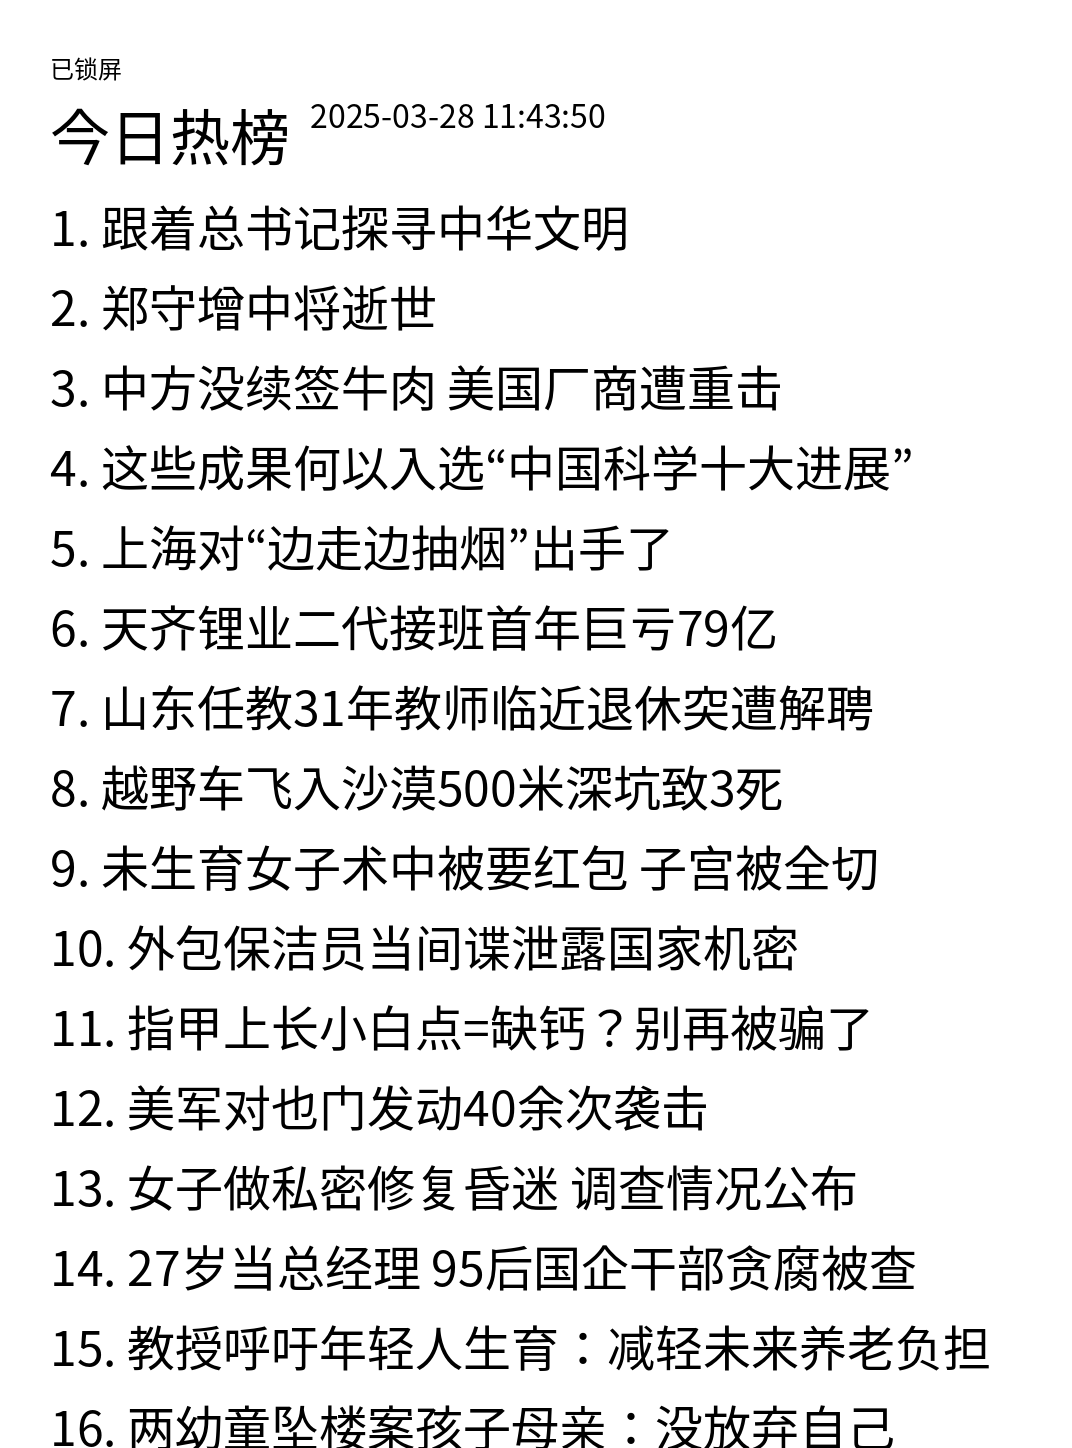 已锁屏
今日热榜 2025-03-28 11:43:50
1. 跟着总书记探寻中华文明
2. 郑守增中将逝世
3. 中方没续签牛肉 美国厂商遭重击
4. 这些成果何以入选“中国科学十大进展”
5. 上海对“边走边抽烟”出手了
6. 天齐锂业二代接班首年巨亏79亿
7. 山东任教31年教师临近退休突遭解聘
8. 越野车飞入沙漠500米深坑致3死
9. 未生育女子术中被要红包 子宫被全切
10. 外包保洁员当间谍泄露国家机密
11. 指甲上长小白点=缺钙？别再被骗了
12. 美军对也门发动40余次袭击
13. 女子做私密修复昏迷 调查情况公布
14. 27岁当总经理 95后国企干部贪腐被查
15. 教授呼吁年轻人生育：减轻未来养老负担
16. 两幼童坠楼案孩子母亲：没放弃自己